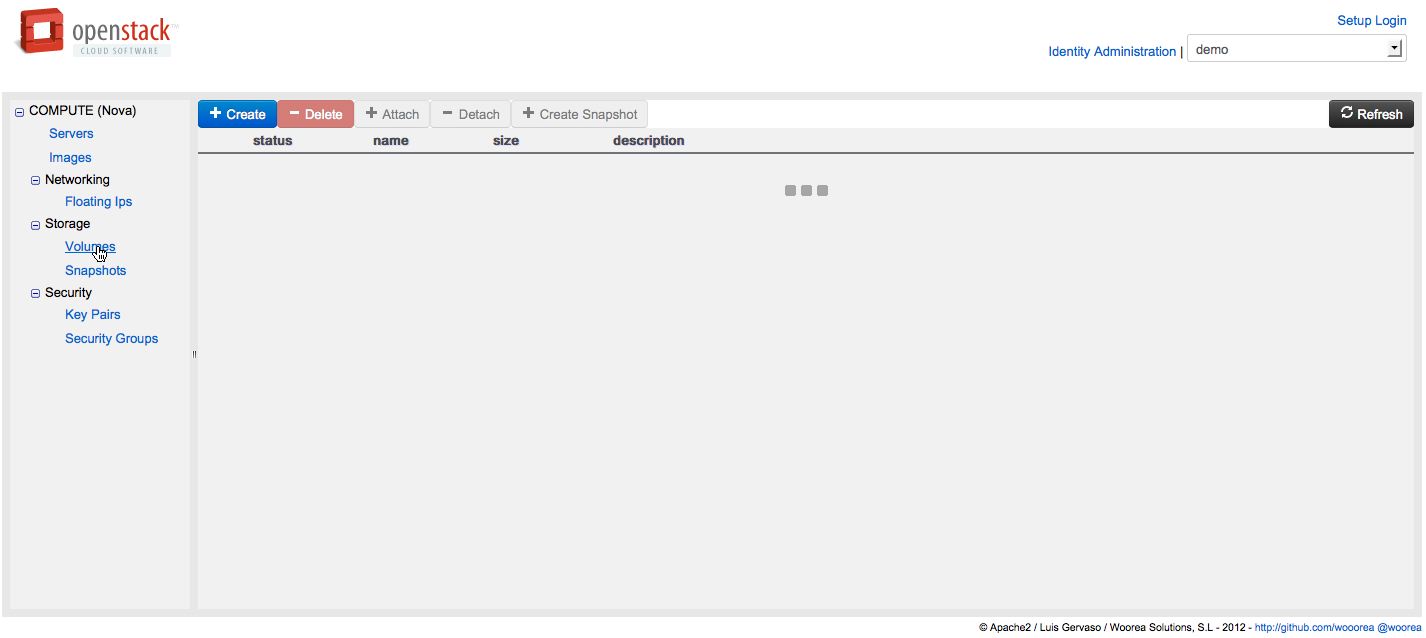 openstack™
CLOUD SOFTWARE
Setup Login
Identity Administration | demo
COMPUTE (Nova)
Servers
Images
Networking
Floating Ips
Storage
Volumes
Snapshots
Security
Key Pairs
Security Groups
Create Delete Attach Detach Create Snapshot Refresh
status name size description
© Apache2 / Luis Gervaso / Woorea Solutions, S.L - 2012 - http://github.com/wooorea @woorea